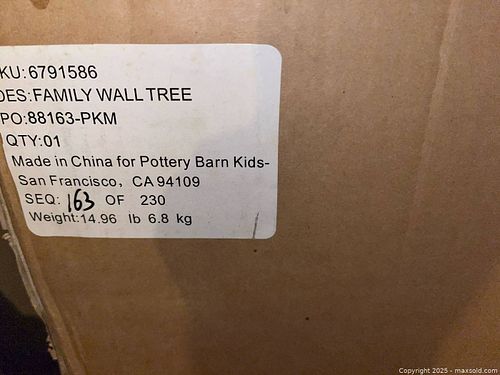 KU:6791586
DES:FAMILY WALL TREE
PO:88163-PKM
QTY:01
Made in China for Pottery Barn Kids-
San Francisco, CA 94109
SEQ: 163 OF 230
Weight:14.96 lb 6.8 kg
Copyright 2025 - maxsold.com